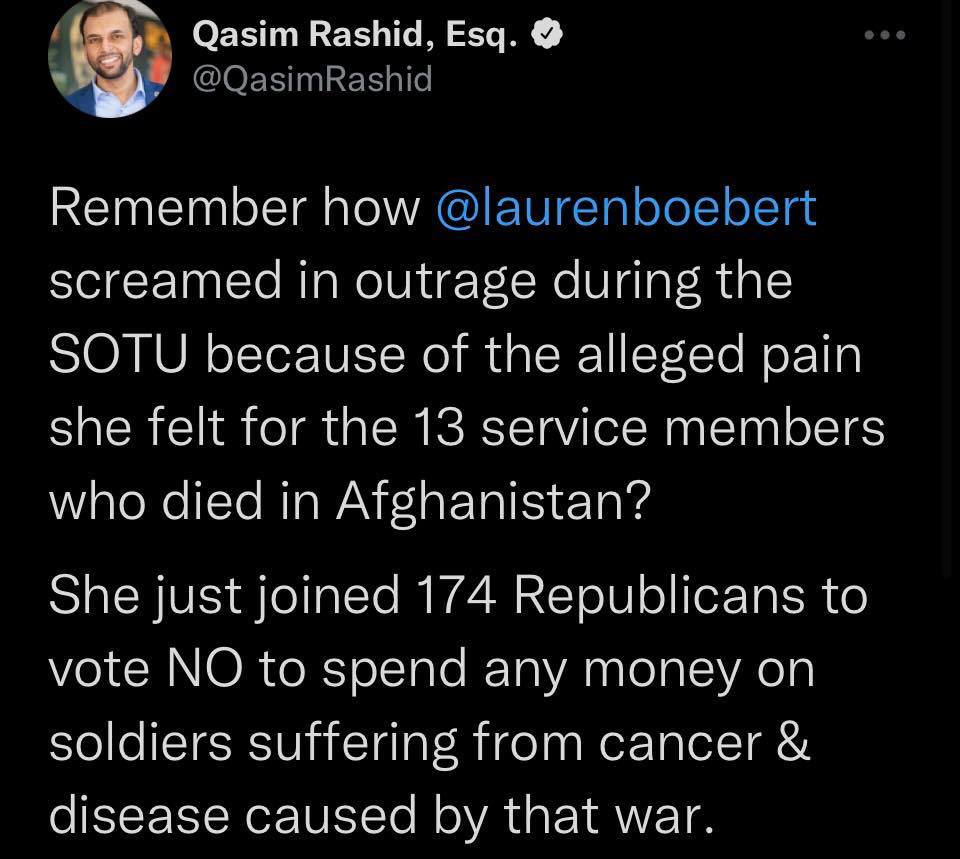 Qasim Rashid, Esq.
@QasimRashid
Remember how @laurenboebert
screamed in outrage during the
SOTU because of the alleged pain
she felt for the 13 service members
who died in Afghanistan?
She just joined 174 Republicans to
vote NO to spend any money on
soldiers suffering from cancer &
disease caused by that war.